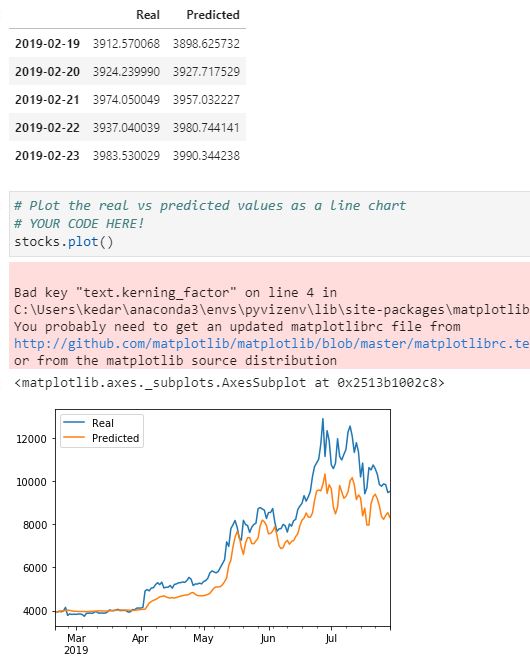 Real Predicted
2019-02-19 3912.570068 3898.625732
2019-02-20 3924.239990 3927.717529
2019-02-21 3974.050049 3957.032227
2019-02-22 3937.040039 3980.744141
2019-02-23 3983.530029 3990.344238
# Plot the real vs predicted values as a line chart
# YOUR CODE HERE!
stocks.plot()
Bad key "text.kerning_factor" on line 4 in
C:\Users\kedar\anaconda3\envs\pyvizenv\lib\site-packages\matplotlib
You probably need to get an updated matplotlibrc file from
http://github.com/matplotlib/matplotlib/blob/master/matplotlibrc.te
or from the matplotlib source distribution
<matplotlib.axes._subplots.AxesSubplot at 0x2513b1002c8>
Real
Predicted
12000
10000
8000
6000
4000
Mar Apr May Jun Jul
2019